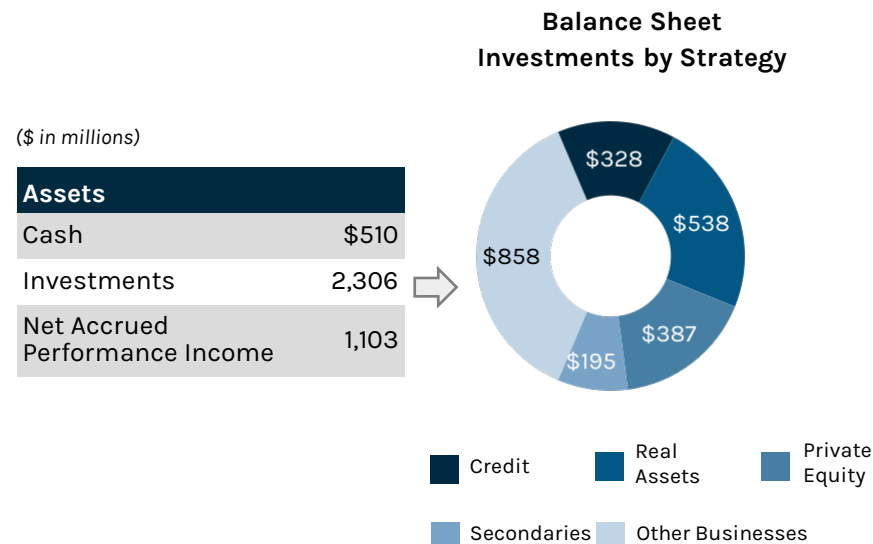 Balance Sheet
Investments by Strategy
($ in millions)
Assets
Cash $510
Investments 2,306
Net Accrued
Performance Income 1,103
$328
$538
$858
$387
$195
Credit
Real
Assets
Private
Equity
Secondaries
Other Businesses